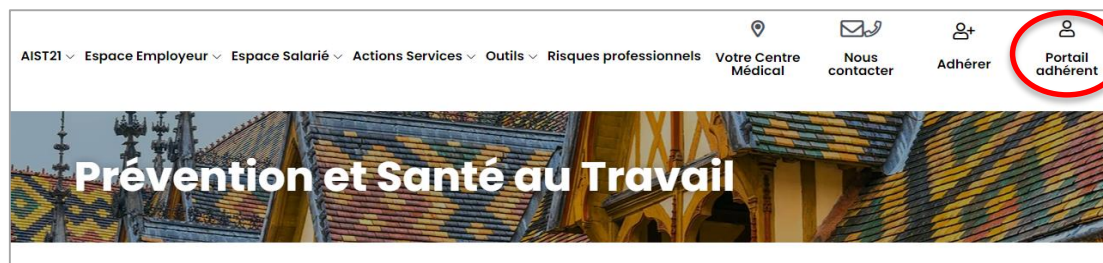 AIST21 Espace Employeur Espace Salarié Actions Services Outils Risques professionnels
Votre Centre
Médical
Nous
contacter
Adhérer
Portail
adhérent
Prévention et Santé au Travail